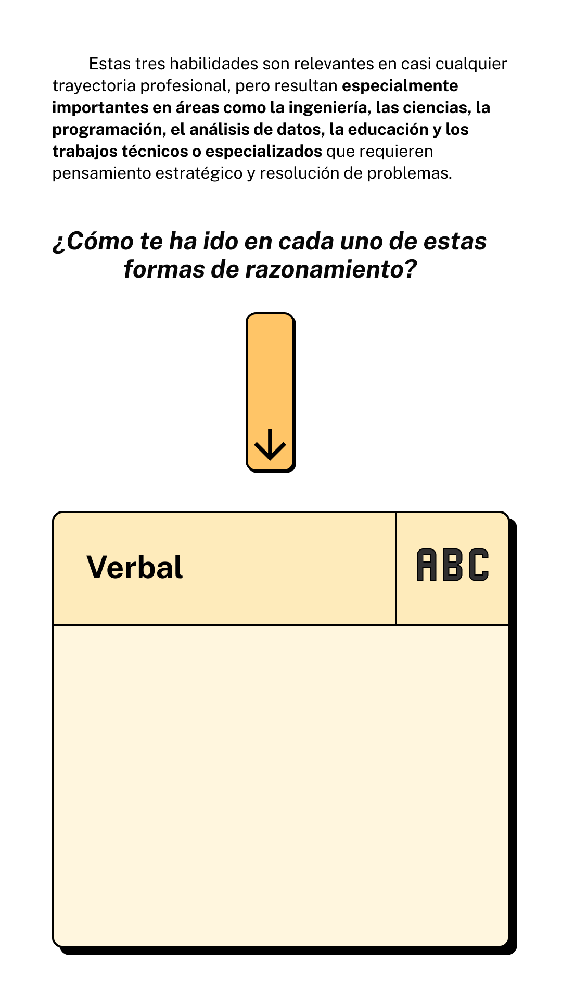 Estas tres habilidades son relevantes en casi cualquier
trayectoria profesional, pero resultan especialmente
importantes en áreas como la ingeniería, las ciencias, la
programación, el análisis de datos, la educación y los
trabajos técnicos o especializados que requieren
pensamiento estratégico y resolución de problemas.
¿Cómo te ha ido en cada uno de estas
formas de razonamiento?
Verbal
ABC